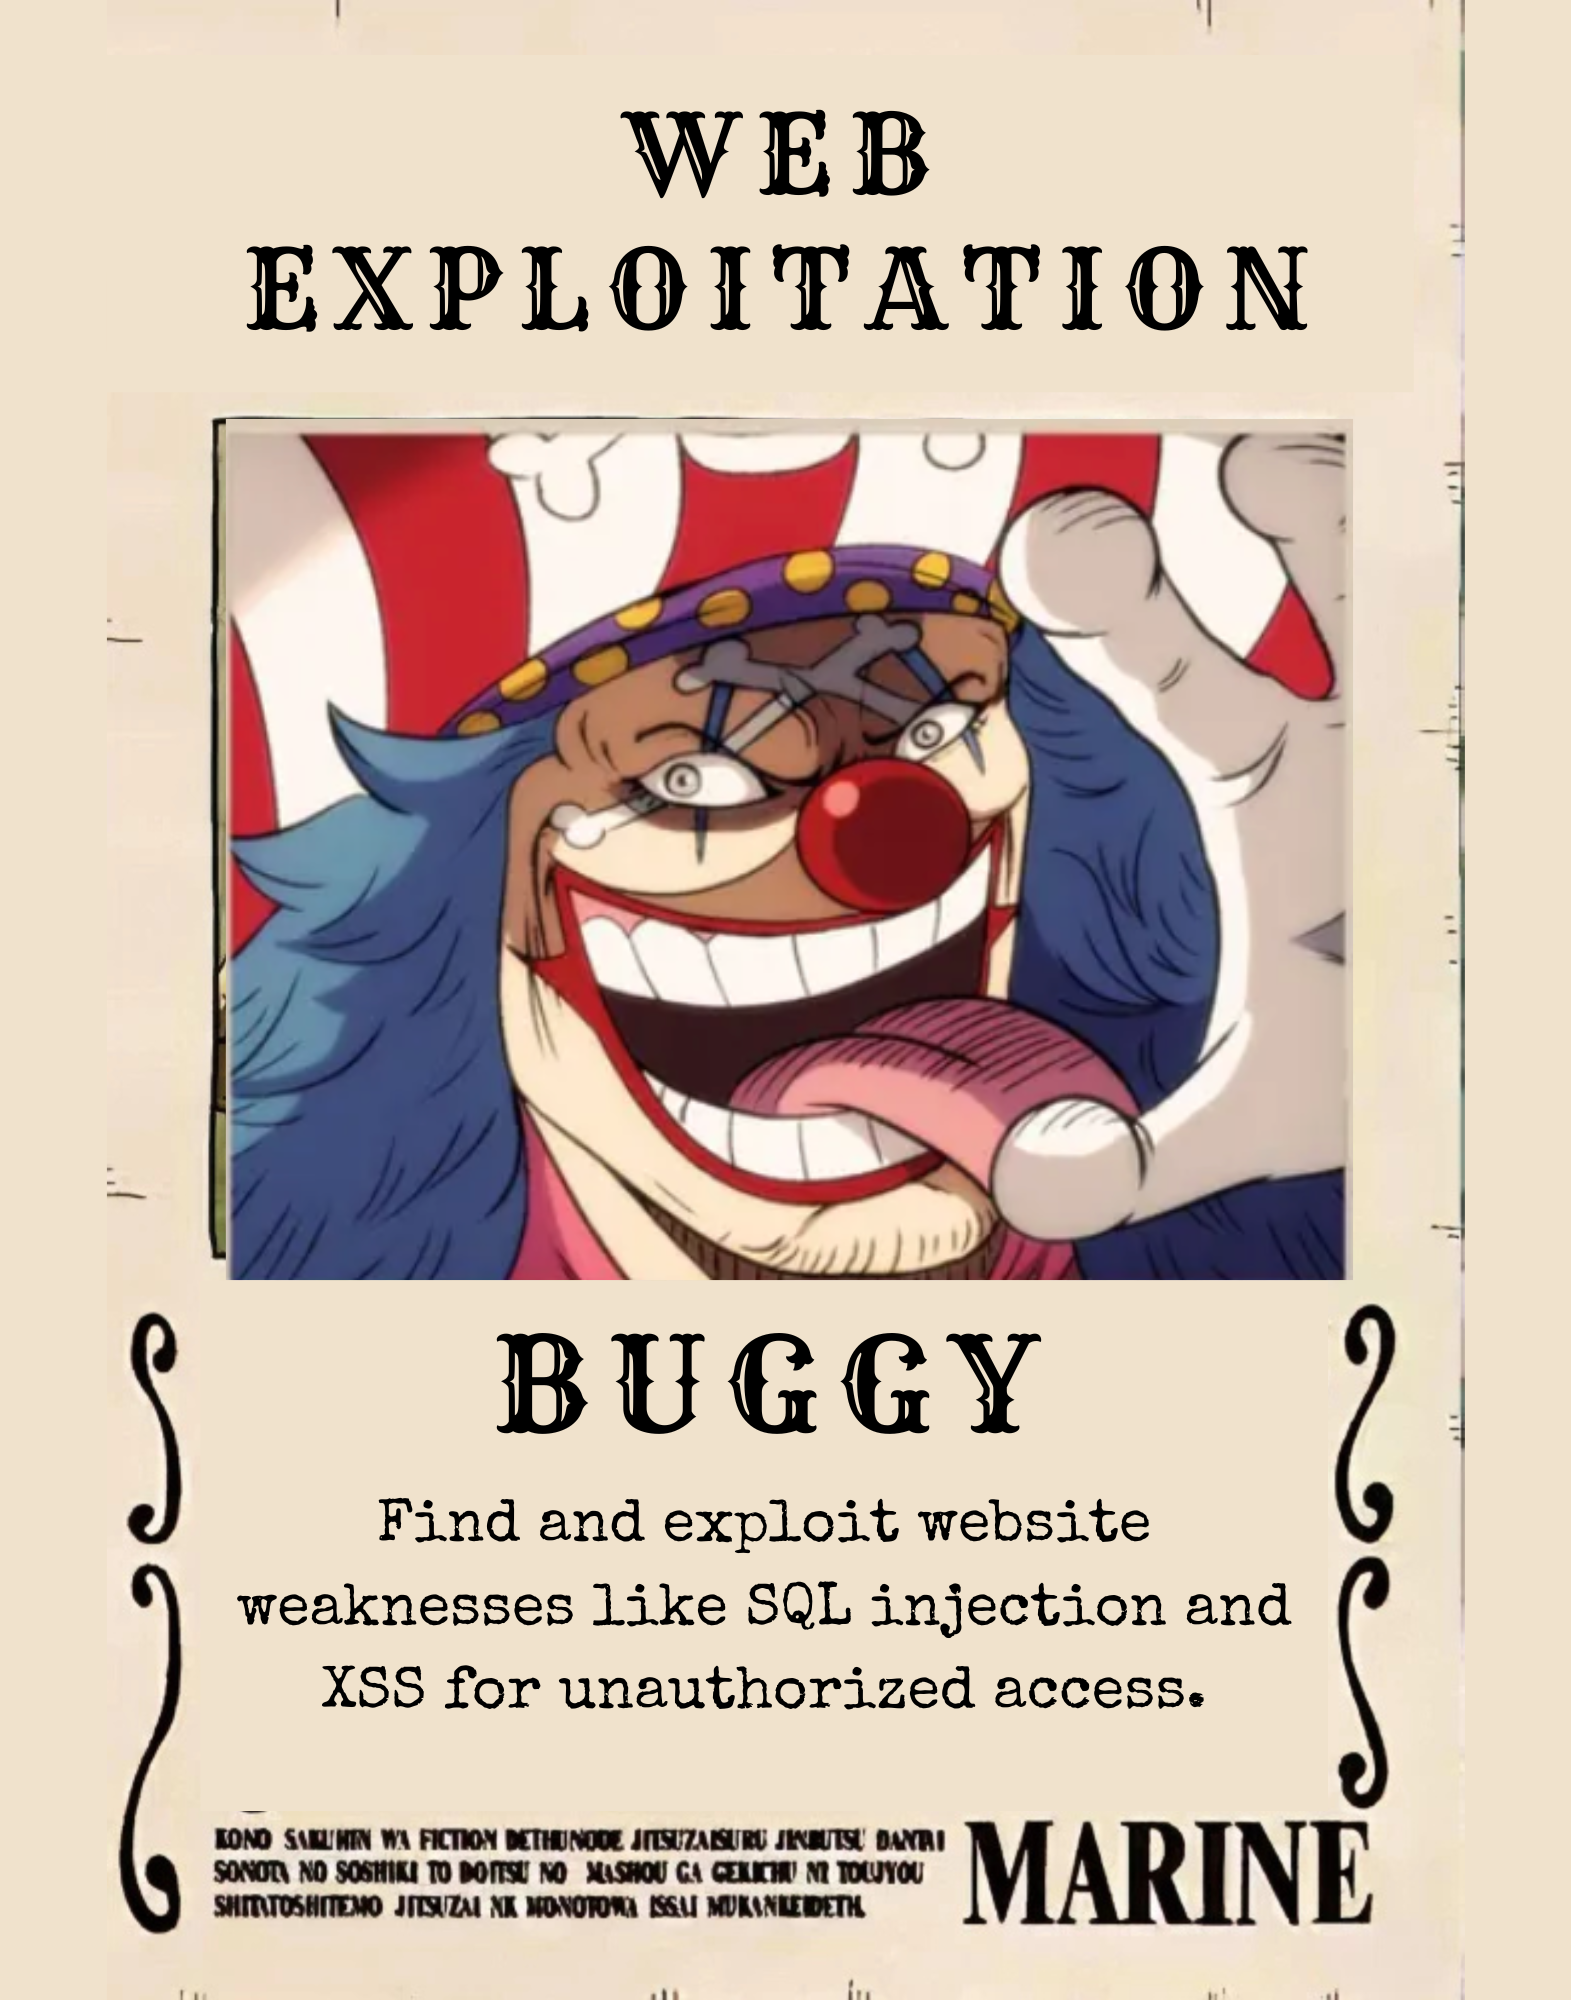 WEB
EXPLOITATION
BUGGY
Find and exploit website
weaknesses like SQL injection and
XSS for unauthorized access.
KONO SAKUHIN WA FICTION DETHUNODE JITSUZAISURU JINBUTSU DANTAI
SONOTA NO SOSHIKI TO DOITSU NO MASHOU GA GEKICHU NI TOUJYOU
SHITATOSHITEMO JITSUZAI NK MONOTOWA ISSAI MUKANKEIDETH.
MARINE